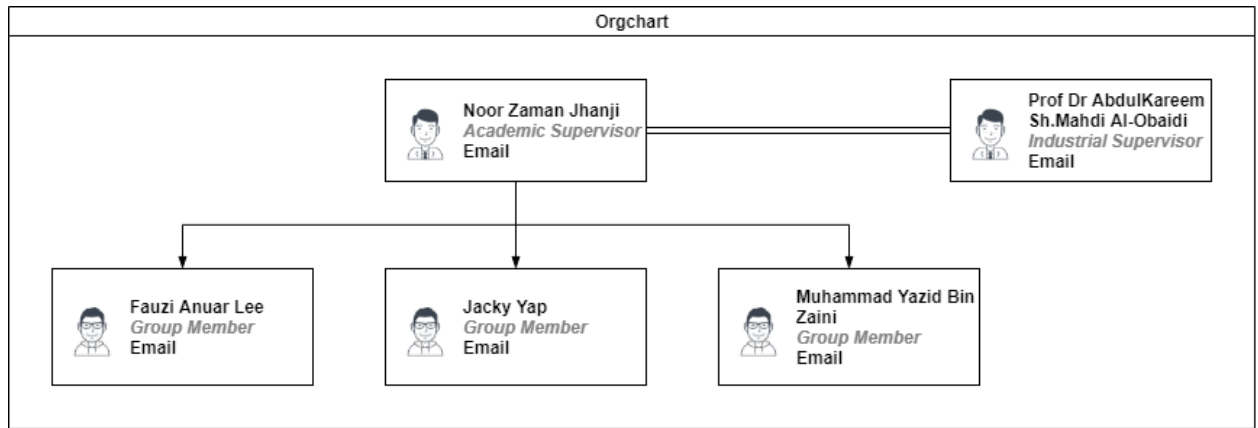 Orgchart
Noor Zaman Jhanji
Academic Supervisor
Email
Prof Dr AbdulKareem
Sh.Mahdi Al-Obaidi
Industrial Supervisor
Email
Fauzi Anuar Lee
Group Member
Email
Jacky Yap
Group Member
Email
Muhammad Yazid Bin
Zaini
Group Member
Email